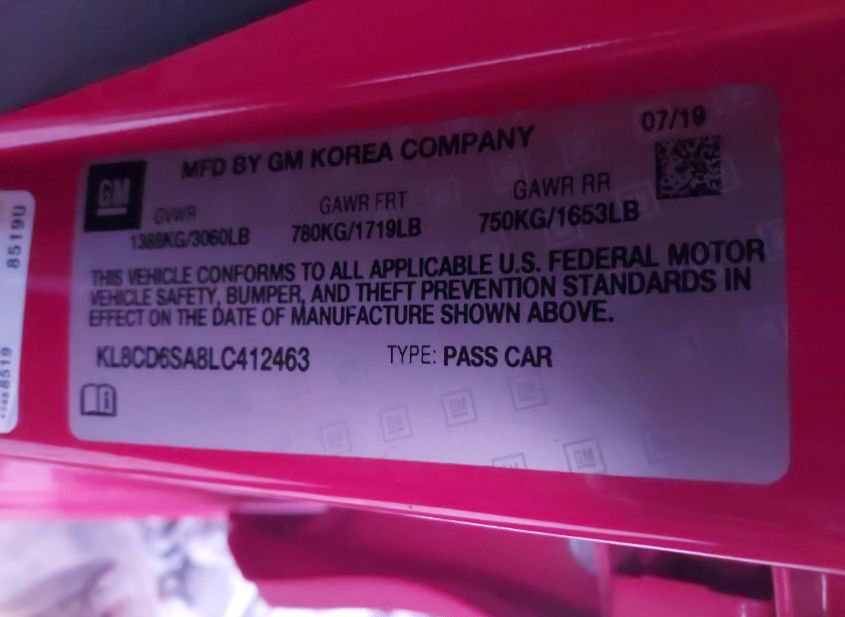 07/19
MFD BY GM KOREA COMPANY
GM
GVWR GAWR FRT GAWR RR
1388KG/3060LB 780KG/1719LB 750KG/1653LB
THIS VEHICLE CONFORMS TO ALL APPLICABLE U.S. FEDERAL MOTOR
VEHICLE SAFETY, BUMPER, AND THEFT PREVENTION STANDARDS IN
EFFECT ON THE DATE OF MANUFACTURE SHOWN ABOVE.
KL8CD6SA8LC412463 TYPE: PASS CAR
8519U